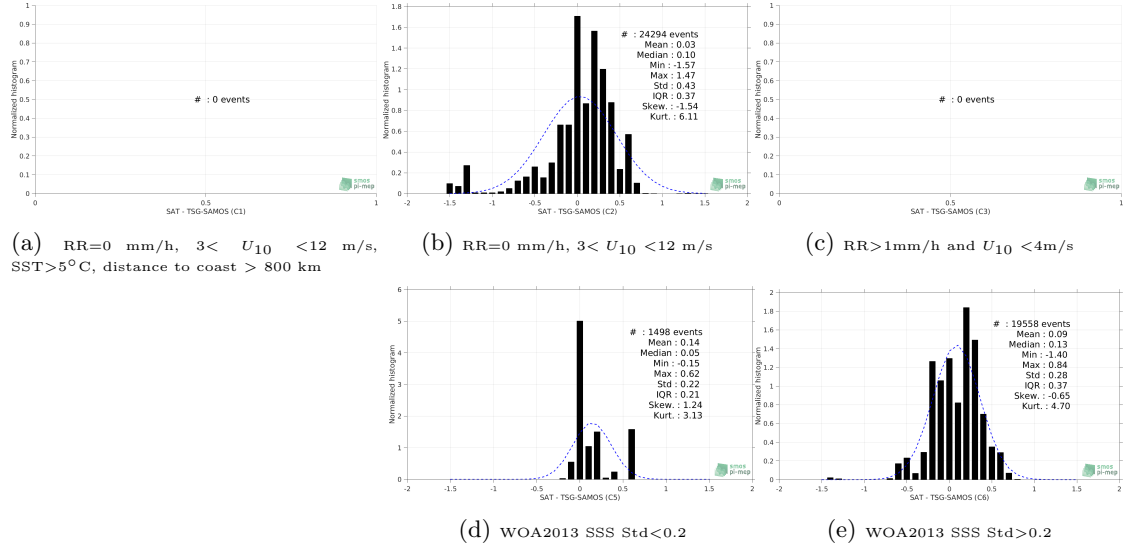 1
0.9
0.8
0.7
0.6
0.5
0.4
0.3
0.2
0.1
0
Normalized histogram
# : 0 events
0 0.5 1
SAT - TSG-SAMOS (C1)
smos
pi-mep
(a) RR=0 mm/h, 3< U10 <12 m/s,
SST>5°C, distance to coast > 800 km
1.8
1.6
1.4
1.2
1.0
0.8
0.6
0.4
0.2
0
Normalized histogram
# : 24294 events
Mean : 0.03
Median : 0.10
Min : -1.57
Max : 1.47
Std : 0.43
IQR : 0.37
Skew. : -1.54
Kurt. : 6.11
-2 -1.5 -1 -0.5 0 0.5 1 1.5 2
SAT - TSG-SAMOS (C2)
smos
pi-mep
(b) RR=0 mm/h, 3< U10 <12 m/s
1
0.9
0.8
0.7
0.6
0.5
0.4
0.3
0.2
0.1
0
Normalized histogram
# : 0 events
0 0.5 1
SAT - TSG-SAMOS (C3)
smos
pi-mep
(c) RR>1mm/h and U10 <4m/s
6
5
4
3
2
1
0
Normalized histogram
# : 1498 events
Mean : 0.14
Median : 0.05
Min : -0.15
Max : 0.62
Std : 0.22
IQR : 0.21
Skew. : 1.24
Kurt. : 3.13
-2 -1.5 -1 -0.5 0 0.5 1 1.5 2
SAT - TSG-SAMOS (C5)
smos
pi-mep
(d) WOA2013 SSS Std<0.2
2
1.8
1.6
1.4
1.2
1
0.8
0.6
0.4
0.2
0
Normalized histogram
# : 19558 events
Mean : 0.09
Median : 0.13
Min : -1.40
Max : 0.84
Std : 0.28
IQR : 0.37
Skew. : -0.65
Kurt. : 4.70
-2 -1.5 -1 -0.5 0 0.5 1 1.5 2
SAT - TSG-SAMOS (C6)
smos
pi-mep
(e) WOA2013 SSS Std>0.2